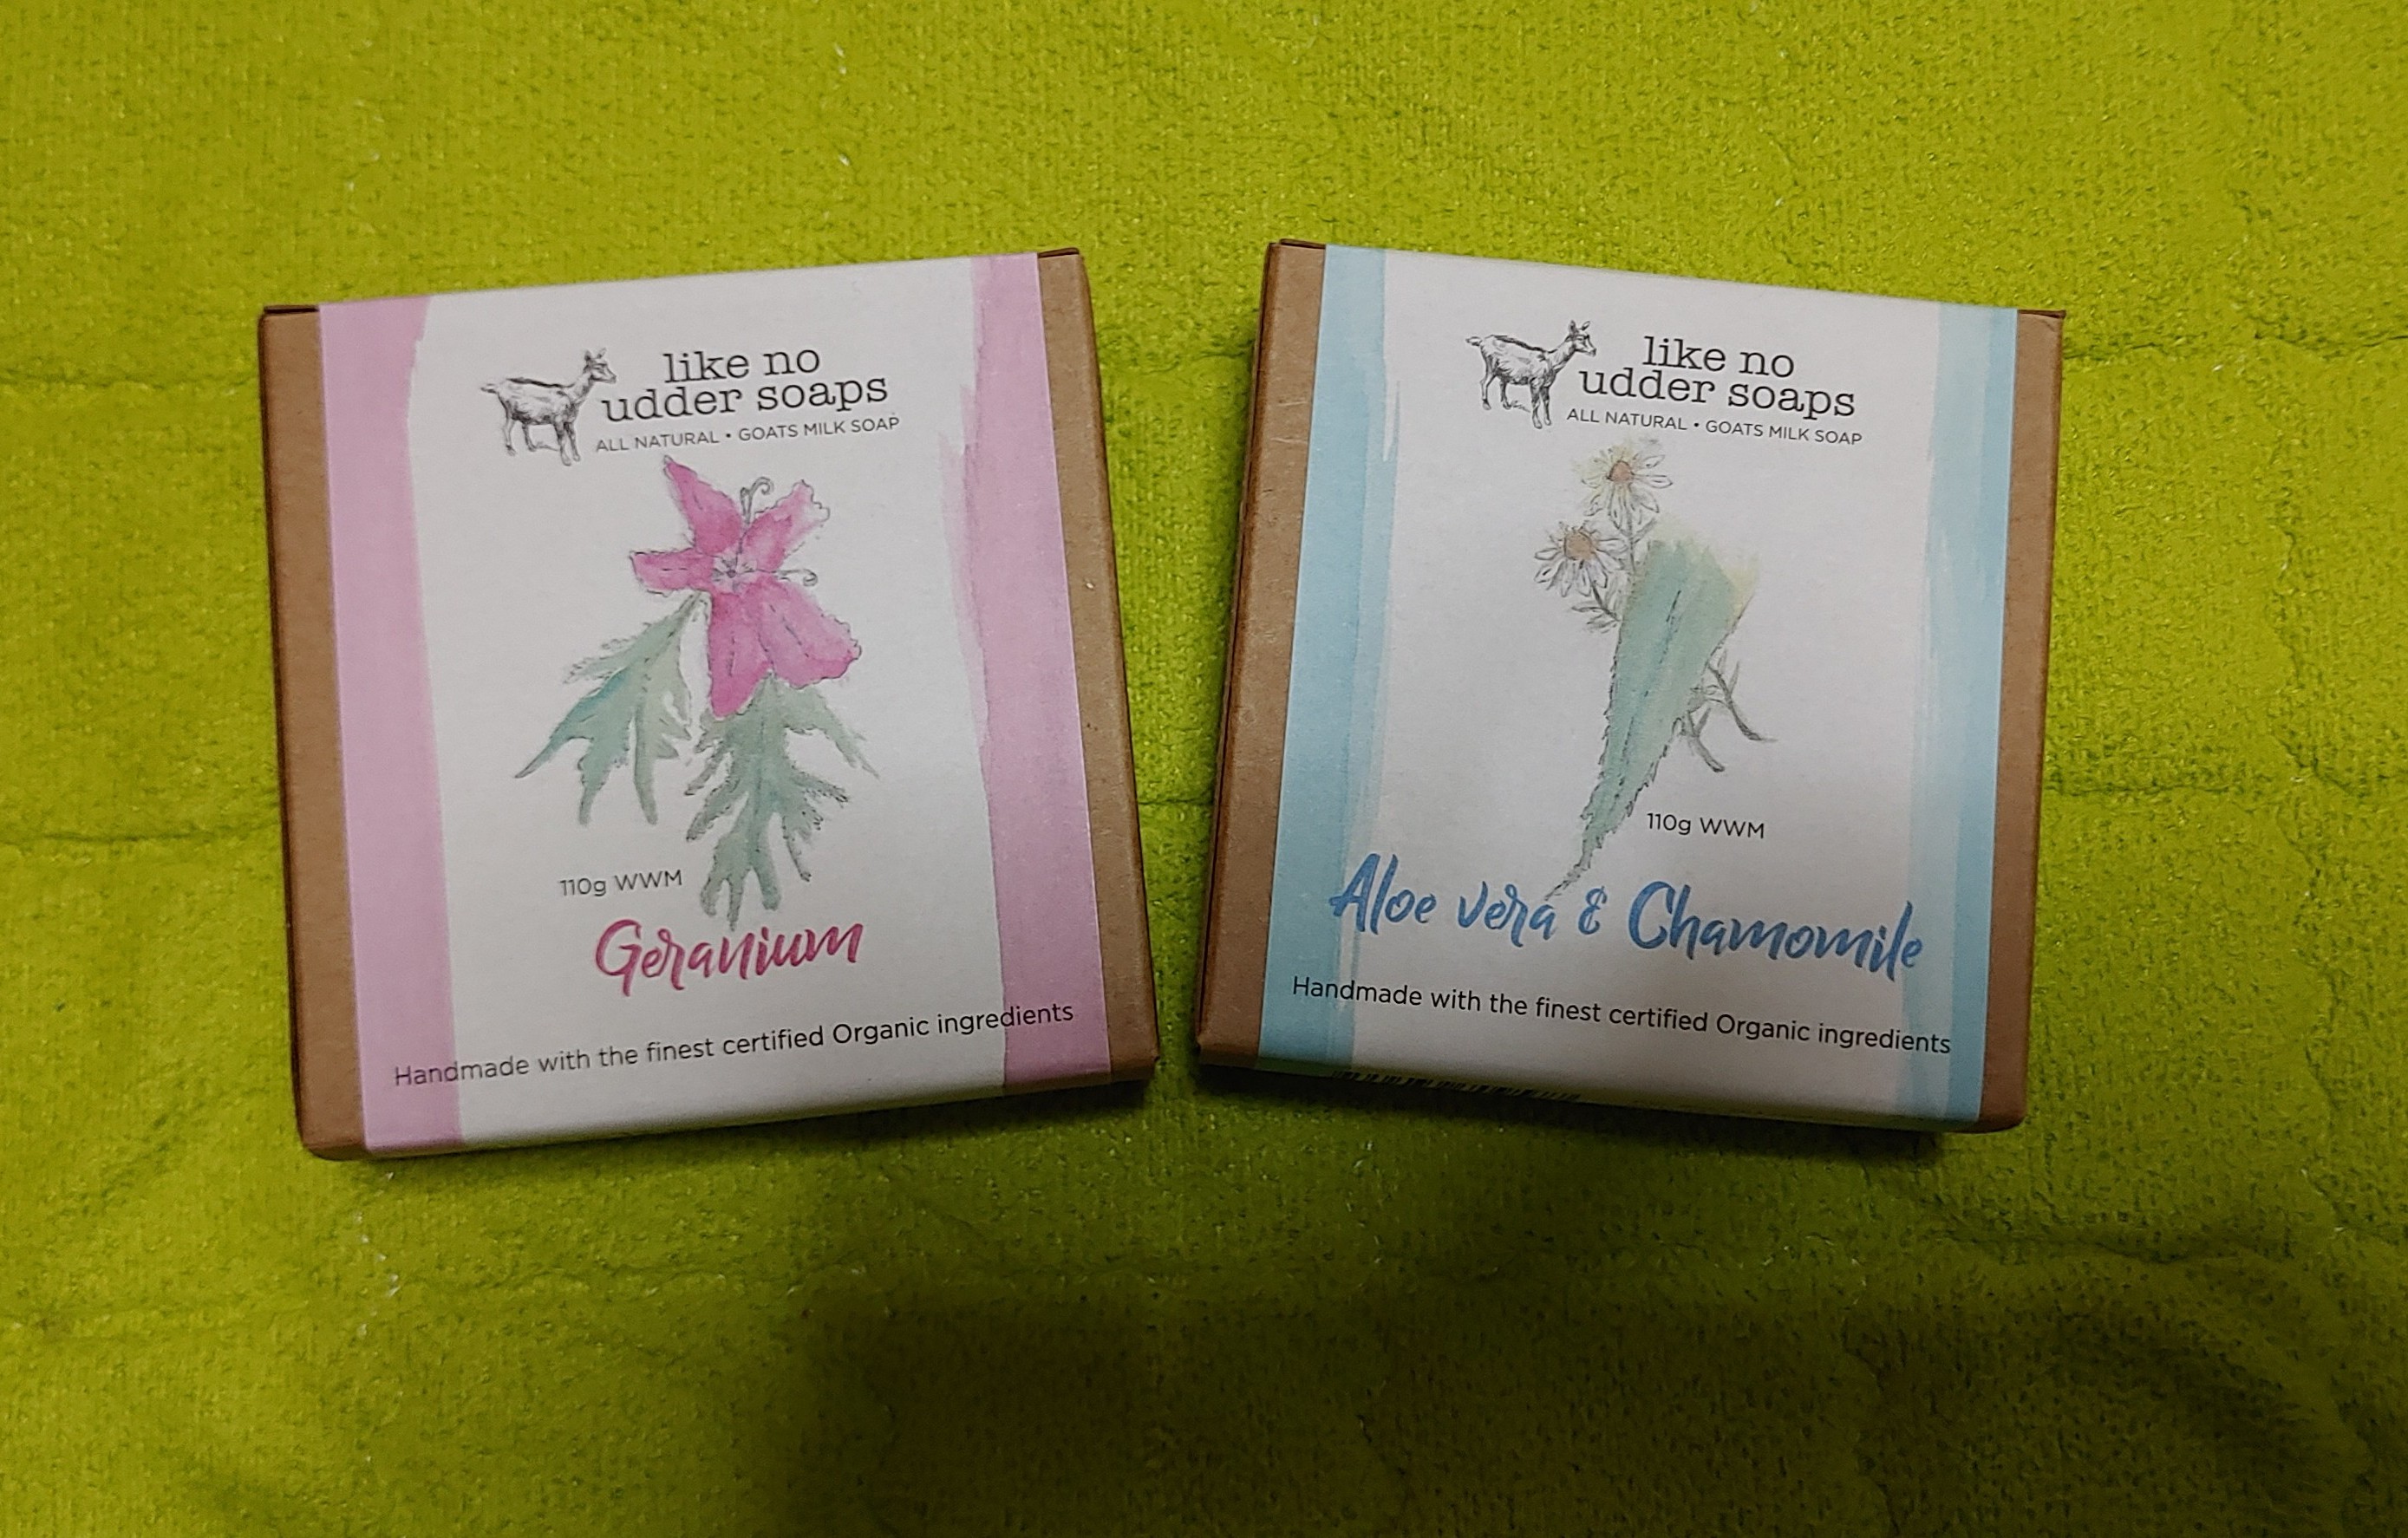 like no
udder soaps
ALL NATURAL • GOATS MILK SOAP
110g WWM
Geranium
Handmade with the finest certified Organic ingredients
like no
udder soaps
ALL NATURAL • GOATS MILK SOAP
110g WWM
Aloe vera & Chamomile
Handmade with the finest certified Organic ingredients